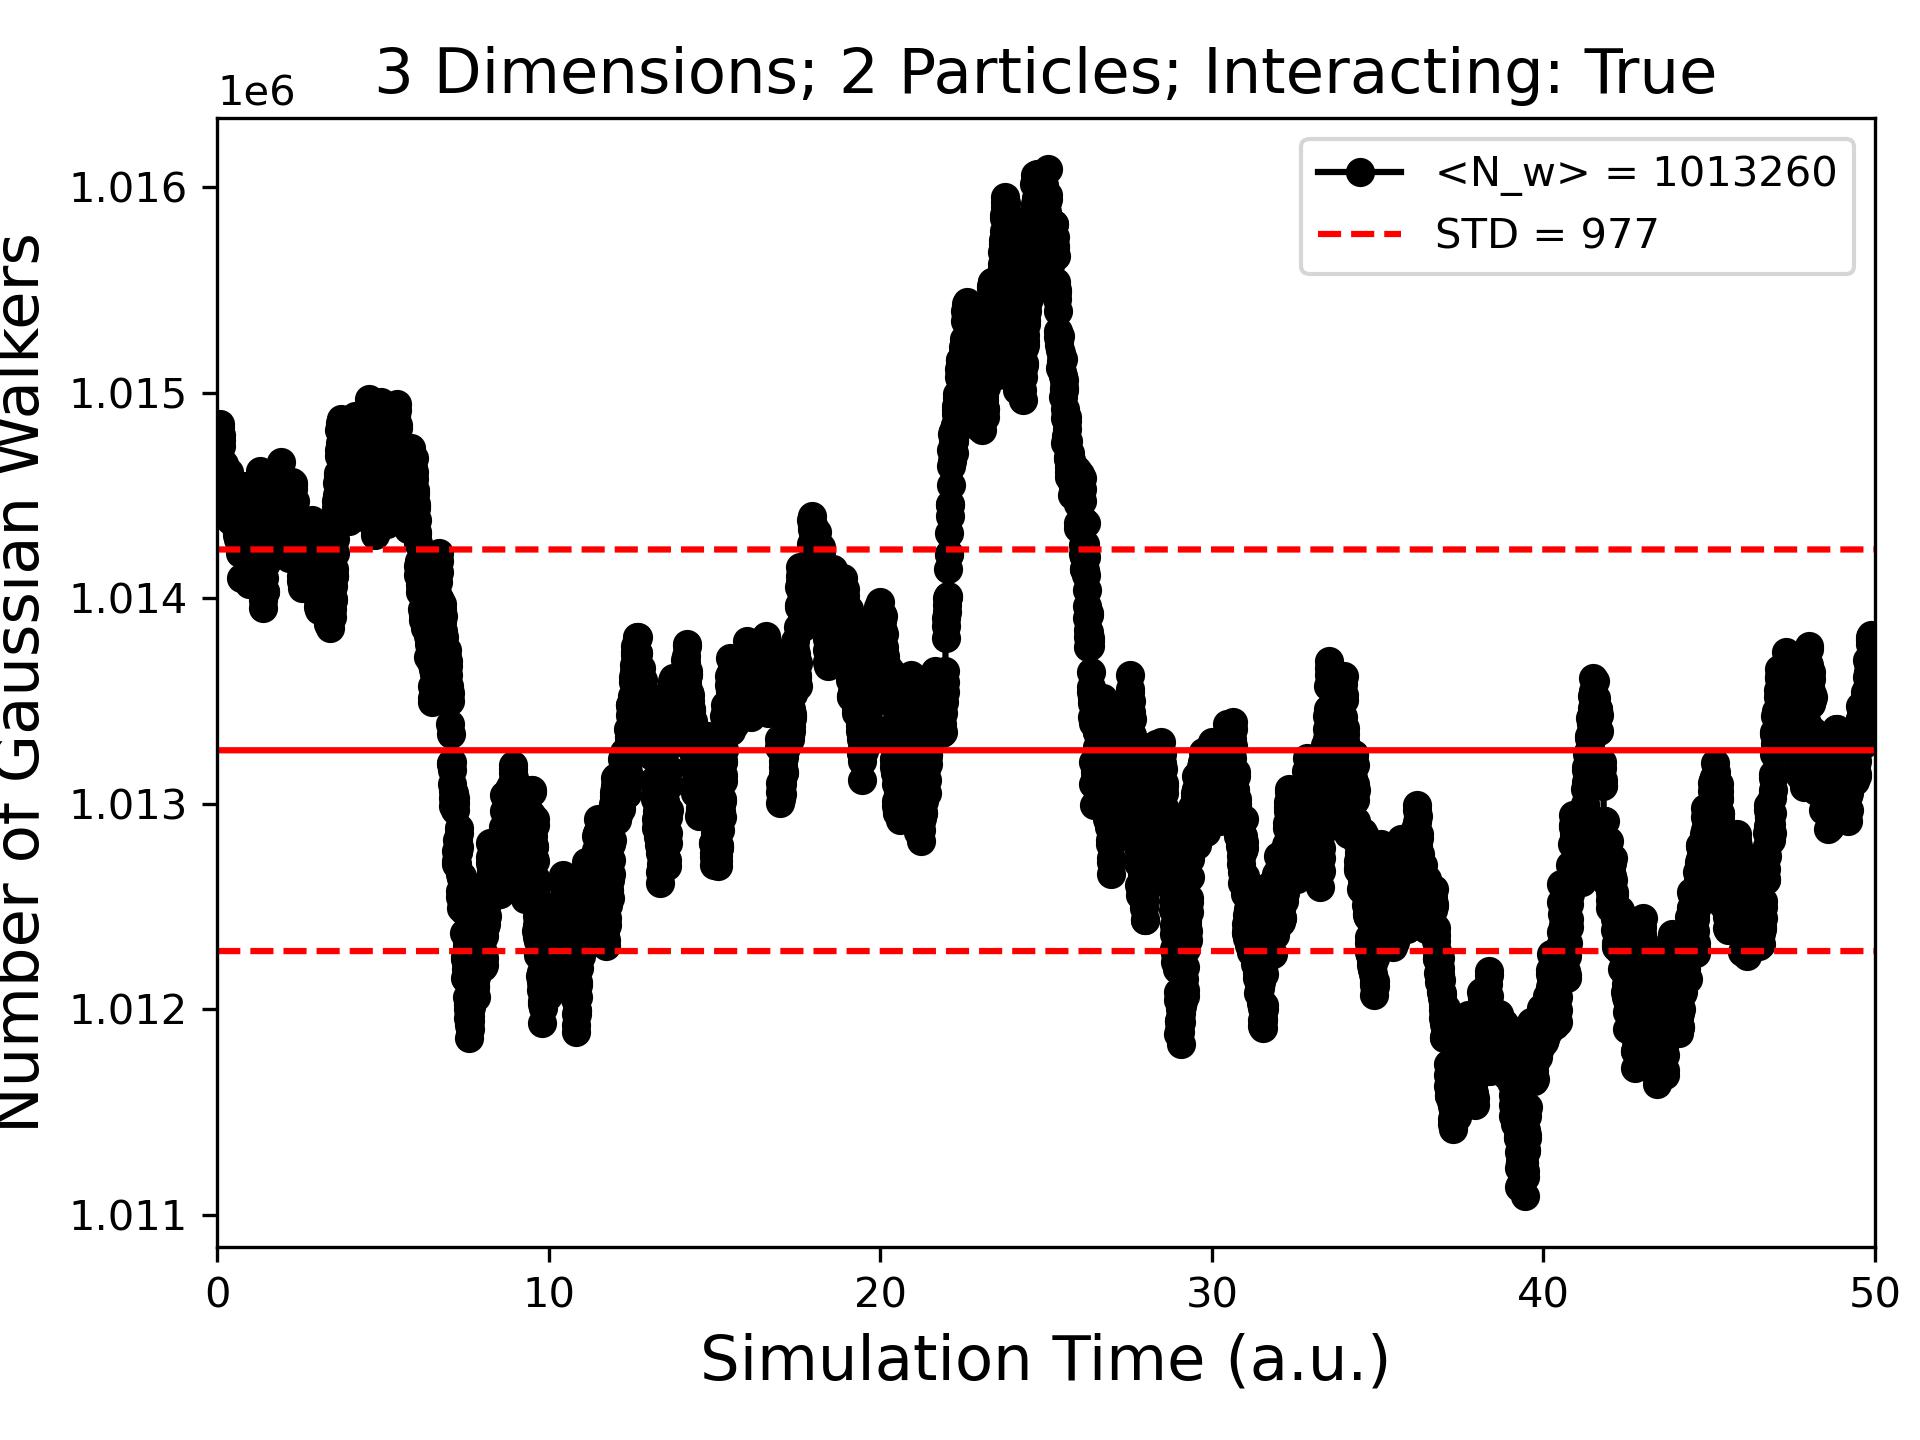 3 Dimensions; 2 Particles; Interacting: True
1e6
<N_w> = 1013260
STD = 977
Number of Gaussian Walkers
1.016
1.015
1.014
1.013
1.012
1.011
0 10 20 30 40 50
Simulation Time (a.u.)